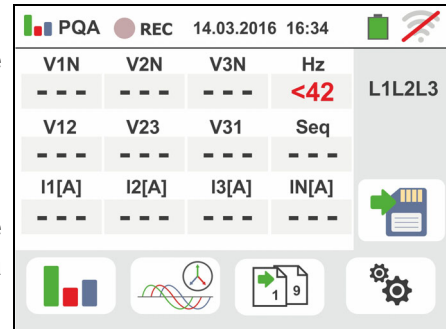 PQA REC 14.03.2016 16:34
V1N V2N V3N Hz
- - - - - - - - - <42 L1L2L3
V12 V23 V31 Seq
- - - - - - - - - - - -
I1[A] I2[A] I3[A] IN[A]
- - - - - - - - - - - -
1 9